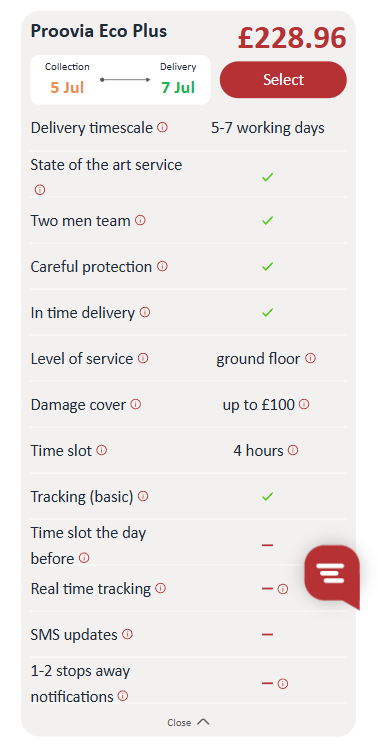 Proovia Eco Plus
£228.96
Collection Delivery
5 Jul 7 Jul
Select
Delivery timescale 5-7 working days
State of the art service
Two men team
Careful protection
In time delivery
Level of service ground floor
Damage cover up to £100
Time slot 4 hours
Tracking (basic)
Time slot the day
before
Real time tracking
SMS updates
1-2 stops away
notifications
Close